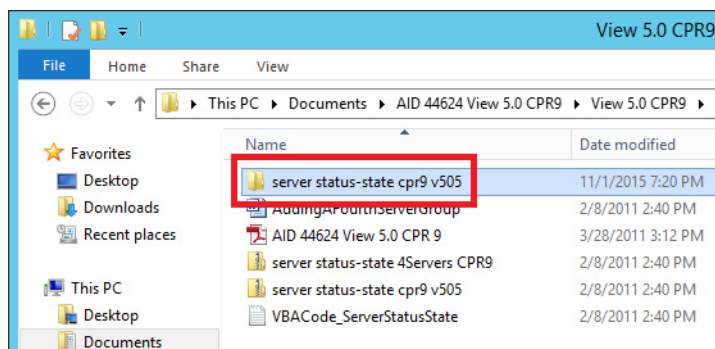 View 5.0 CPR9
File Home Share View
This PC Documents AID 44624 View 5.0 CPR9 View 5.0 CPR9
Name Date modified
Favorites
Desktop
Downloads
Recent places
This PC
Desktop
Documents
server status-state cpr9 v505 11/1/2015 7:20 PM
AddingAFourthServerGroup 2/8/2011 2:40 PM
AID 44624 View 5.0 CPR 9 3/28/2011 3:12 PM
server status-state 4Servers CPR9 2/8/2011 2:40 PM
server status-state cpr9 v505 2/8/2011 2:40 PM
VBACode_ServerStatusState 2/8/2011 2:40 PM